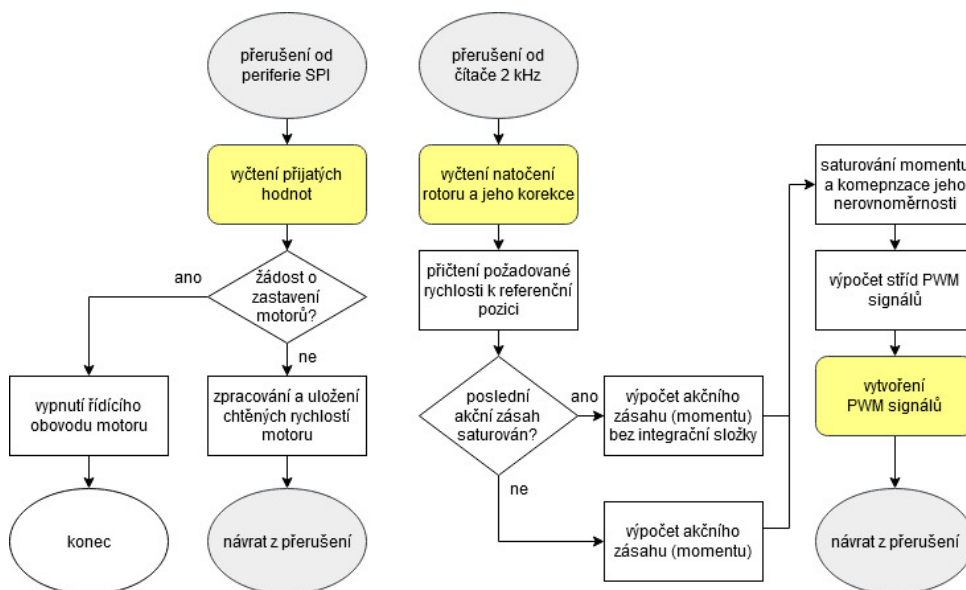 přerušení od
periferie SPI
vyčtení přijatých
hodnot
žádost o
zastavení
motorů?
ano
ne
vypnutí řídícího
obovodu motoru
zpracování a uložení
chtěných rychlostí
motoru
konec
návrat z přerušení
přerušení od
čítače 2 kHz
vyčtení natočení
rotoru a jeho korekce
přičtení požadované
rychlosti k referenční
pozici
poslední
akční zásah
saturován?
ano
ne
výpočet akčního
zásahu (momentu)
bez integrační složky
výpočet akčního
zásahu (momentu)
saturování momentu
a komepnzace jeho
nerovnoměrnosti
výpočet stříd PWM
signálů
vytvoření
PWM signálů
návrat z přerušení